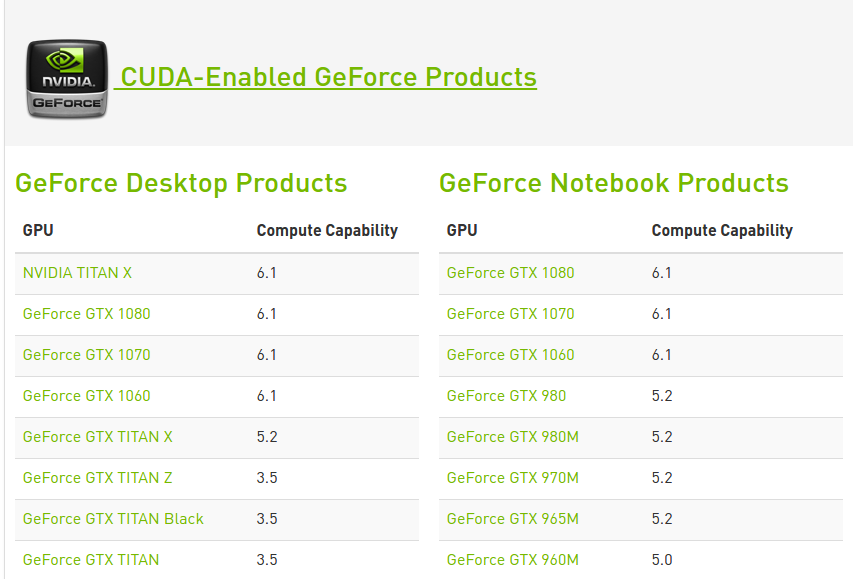 NVIDIA.
GEFORCE
CUDA-Enabled GeForce Products
GeForce Desktop Products
GPU Compute Capability
NVIDIA TITAN X 6.1
GeForce GTX 1080 6.1
GeForce GTX 1070 6.1
GeForce GTX 1060 6.1
GeForce GTX TITAN X 5.2
GeForce GTX TITAN Z 3.5
GeForce GTX TITAN Black 3.5
GeForce GTX TITAN 3.5
GeForce Notebook Products
GPU Compute Capability
GeForce GTX 1080 6.1
GeForce GTX 1070 6.1
GeForce GTX 1060 6.1
GeForce GTX 980 5.2
GeForce GTX 980M 5.2
GeForce GTX 970M 5.2
GeForce GTX 965M 5.2
GeForce GTX 960M 5.0